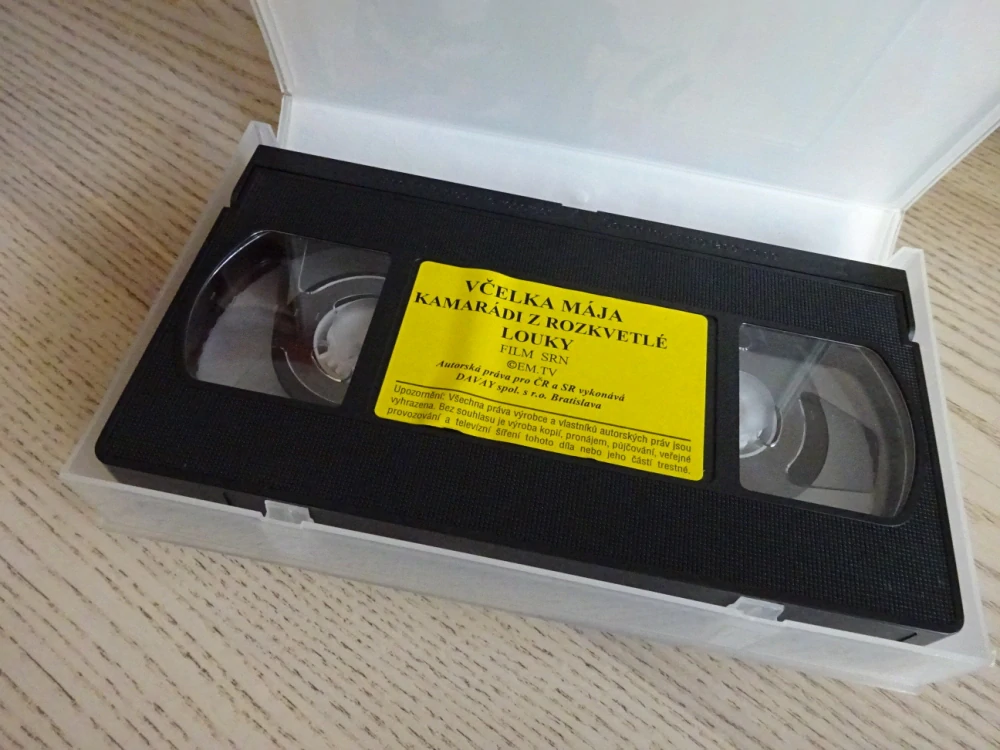 VČELKA MÁJA
KAMARÁDI Z ROZKVETLÉ
LOUKY
FILM SRN
©EM.TV
Autorská práva pro ČR a SR vykonává
DAVAY spol. s r.o. Bratislava
Upozornění: Všechna práva výrobce a vlastníků autorských práv jsou
vyhrazena. Bez souhlasu je výroba kopií, pronájem, půjčování, veřejné
provozování a televizní šíření tohoto díla nebo jeho částí trestné.